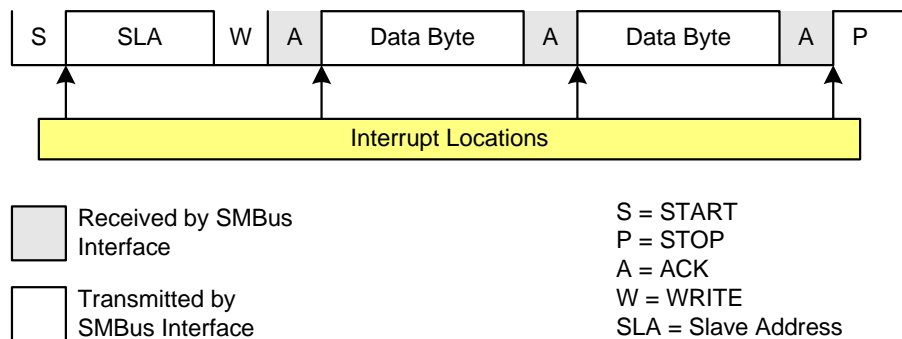 S SLA W A Data Byte A Data Byte A P
Interrupt Locations
Received by SMBus
Interface
Transmitted by
SMBus Interface
S = START
P = STOP
A = ACK
W = WRITE
SLA = Slave Address